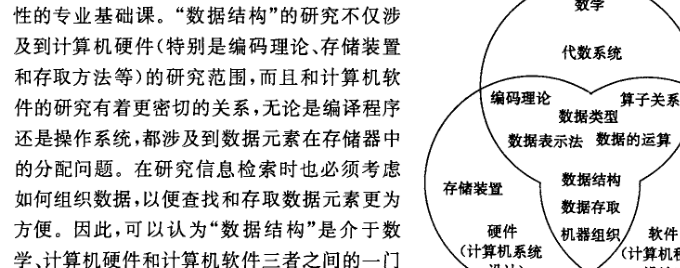 性的专业基础课。“数据结构”的研究不仅涉
及到计算机硬件(特别是编码理论、存储装置
和存取方法等)的研究范围,而且和计算机软
件的研究有着更密切的关系,无论是编译程序
还是操作系统,都涉及到数据元素在存储器中
的分配问题。在研究信息检索时也必须考虑
如何组织数据,以便查找和存取数据元素更为
方便。因此,可以认为“数据结构”是介于数
学、计算机硬件和计算机软件三者之间的一门
数学
代数系统
编码理论
算子关系
数据类型
数据表示法
数据的运算
存储装置
数据结构
数据存取
机器组织
硬件
(计算机系统
软件
(计算机程